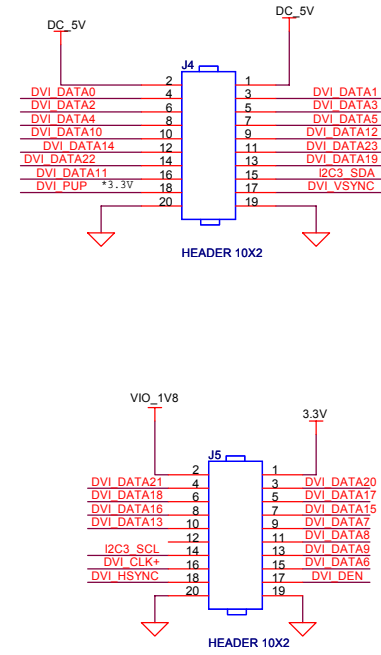 DC_5V DC_5V
J4
2 1
DVI_DATA0 4 3 DVI_DATA1
DVI_DATA2 6 5 DVI_DATA3
DVI_DATA4 8 7 DVI_DATA5
DVI_DATA10 10 9 DVI_DATA12
DVI_DATA14 12 11 DVI_DATA23
DVI_DATA22 14 13 DVI_DATA19
DVI_DATA11 16 15 I2C3_SDA
DVI_PUP *3.3V 18 17 DVI_VSYNC
20 19
HEADER 10X2
VIO_1V8 3.3V
J5
2 1
DVI_DATA21 4 3 DVI_DATA20
DVI_DATA18 6 5 DVI_DATA17
DVI_DATA16 8 7 DVI_DATA15
DVI_DATA13 10 9 DVI_DATA7
12 11 DVI_DATA8
I2C3_SCL 14 13 DVI_DATA9
DVI_CLK+ 16 15 DVI_DATA6
DVI_HSYNC 18 17 DVI_DEN
20 19
HEADER 10X2